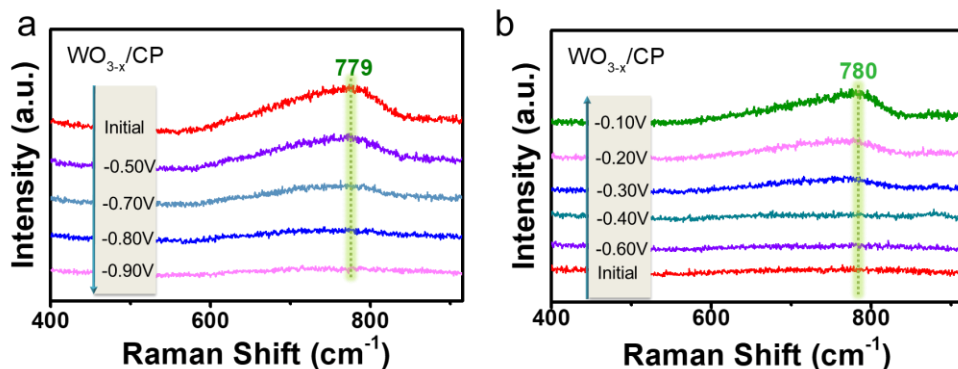 a
WO₃₋ₓ/CP
779
Initial
-0.50V
-0.70V
-0.80V
-0.90V
Intensity (a.u.)
400 600 800
Raman Shift (cm⁻¹)
b
WO₃₋ₓ/CP
780
-0.10V
-0.20V
-0.30V
-0.40V
-0.60V
Initial
Intensity (a.u.)
400 600 800
Raman Shift (cm⁻¹)